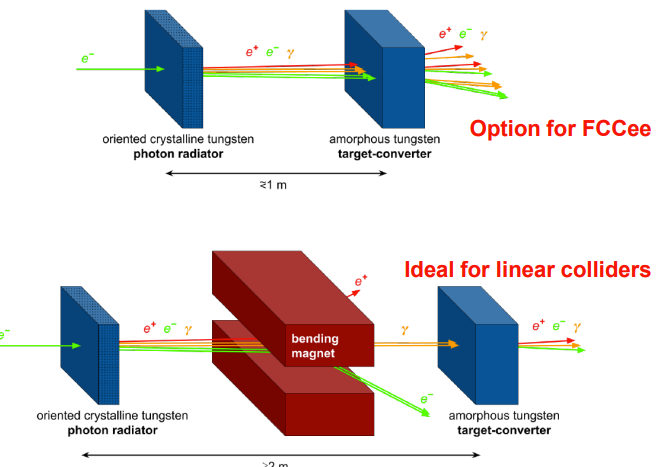 e⁻
e⁺ e⁻ γ
e⁺ e⁻ γ
Option for FCCee
oriented crystalline tungsten
photon radiator
amorphous tungsten
target-converter
≳1 m
Ideal for linear colliders
e⁺
e⁻
e⁺ e⁻ γ
bending
magnet
γ
e⁺ e⁻ γ
e⁻
oriented crystalline tungsten
photon radiator
amorphous tungsten
target-converter
≳2 m